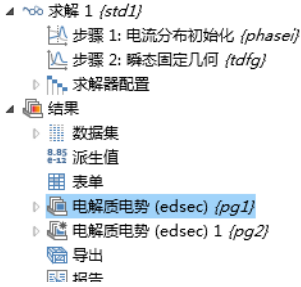 求解 1 {std1}
步骤 1: 电流分布初始化 {phasei}
步骤 2: 瞬态固定几何 {tdfg}
求解器配置
结果
数据集
8.85
e-12
派生值
表单
电解质电势 (edsec) {pg1}
电解质电势 (edsec) 1 {pg2}
导出
报告